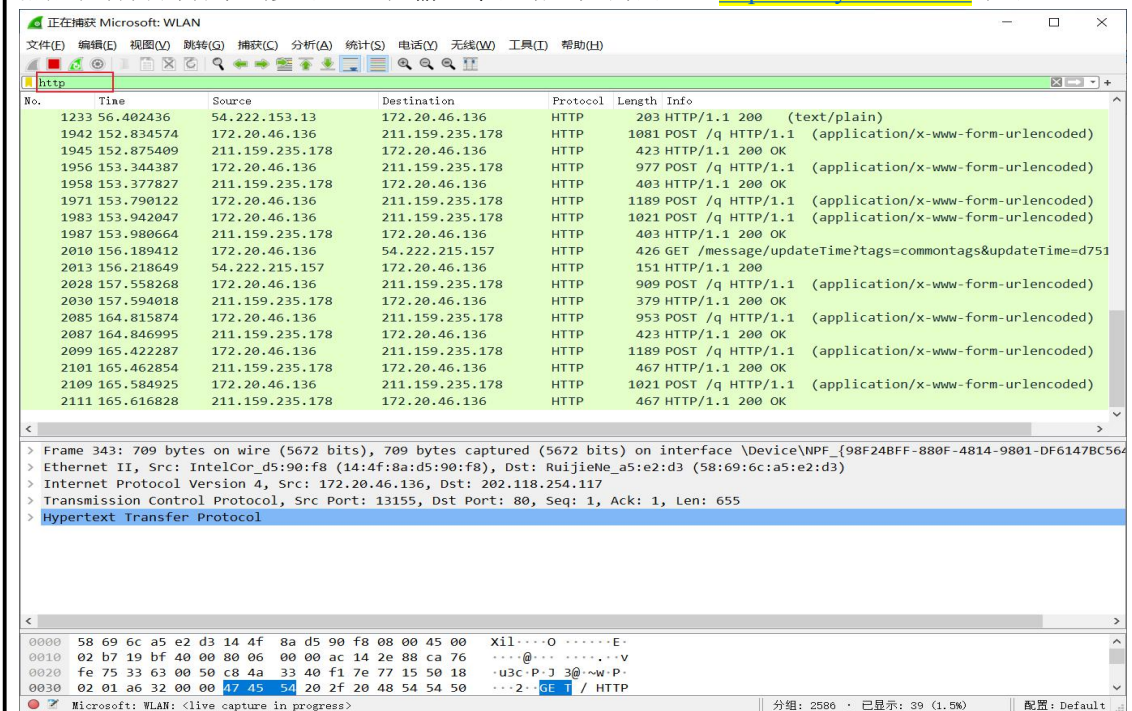 正在捕获 Microsoft: WLAN
文件(F) 编辑(E) 视图(V) 跳转(G) 捕获(C) 分析(A) 统计(S) 电话(Y) 无线(W) 工具(T) 帮助(H)
http
No. Time Source Destination Protocol Length Info
1233 56.402436 54.222.153.13 172.20.46.136 HTTP 203 HTTP/1.1 200 (text/plain)
1942 152.834574 172.20.46.136 211.159.235.178 HTTP 1081 POST /q HTTP/1.1 (application/x-www-form-urlencoded)
1945 152.875409 211.159.235.178 172.20.46.136 HTTP 423 HTTP/1.1 200 OK
1956 153.344387 172.20.46.136 211.159.235.178 HTTP 977 POST /q HTTP/1.1 (application/x-www-form-urlencoded)
1958 153.377827 211.159.235.178 172.20.46.136 HTTP 403 HTTP/1.1 200 OK
1971 153.790122 172.20.46.136 211.159.235.178 HTTP 1189 POST /q HTTP/1.1 (application/x-www-form-urlencoded)
1983 153.942047 172.20.46.136 211.159.235.178 HTTP 1021 POST /q HTTP/1.1 (application/x-www-form-urlencoded)
1987 153.980664 211.159.235.178 172.20.46.136 HTTP 403 HTTP/1.1 200 OK
2010 156.189412 172.20.46.136 54.222.215.157 HTTP 426 GET /message/updateTime?tags=commontags&updateTime=d751
2013 156.218649 54.222.215.157 172.20.46.136 HTTP 151 HTTP/1.1 200
2028 157.558268 172.20.46.136 211.159.235.178 HTTP 909 POST /q HTTP/1.1 (application/x-www-form-urlencoded)
2030 157.594018 211.159.235.178 172.20.46.136 HTTP 379 HTTP/1.1 200 OK
2085 164.815874 172.20.46.136 211.159.235.178 HTTP 953 POST /q HTTP/1.1 (application/x-www-form-urlencoded)
2087 164.846995 211.159.235.178 172.20.46.136 HTTP 423 HTTP/1.1 200 OK
2099 165.422287 172.20.46.136 211.159.235.178 HTTP 1189 POST /q HTTP/1.1 (application/x-www-form-urlencoded)
2101 165.462854 211.159.235.178 172.20.46.136 HTTP 467 HTTP/1.1 200 OK
2109 165.584925 172.20.46.136 211.159.235.178 HTTP 1021 POST /q HTTP/1.1 (application/x-www-form-urlencoded)
2111 165.616828 211.159.235.178 172.20.46.136 HTTP 467 HTTP/1.1 200 OK
> Frame 343: 709 bytes on wire (5672 bits), 709 bytes captured (5672 bits) on interface \Device\NPF_{98F24BFF-880F-4814-9801-DF6147BC564
> Ethernet II, Src: IntelCor_d5:90:f8 (14:4f:8a:d5:90:f8), Dst: RuijieNe_a5:e2:d3 (58:69:6c:a5:e2:d3)
> Internet Protocol Version 4, Src: 172.20.46.136, Dst: 202.118.254.117
> Transmission Control Protocol, Src Port: 13155, Dst Port: 80, Seq: 1, Ack: 1, Len: 655
> Hypertext Transfer Protocol
0000 58 69 6c a5 e2 d3 14 4f 8a d5 90 f8 08 00 45 00 Xil····O ······E·
0010 02 b7 19 bf 40 00 80 06 00 00 ac 14 2e 88 ca 76 ····@··· ····.··v
0020 fe 75 33 63 00 50 c8 4a 33 40 f1 7e 77 15 50 18 ·u3c·P·J 3@·~w·P·
0030 02 01 a6 32 00 00 47 45 54 20 2f 20 48 54 54 50 ···2··GE T / HTTP
Microsoft: WLAN: <live capture in progress> 分组: 2586 · 已显示: 39 (1.5%) 配置: Default